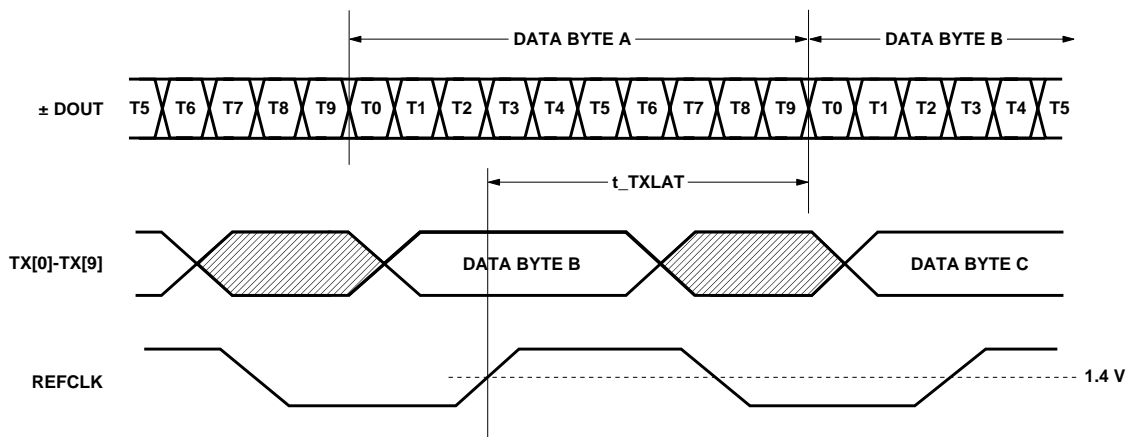 DATA BYTE A DATA BYTE B
± DOUT T5 T6 T7 T8 T9 T0 T1 T2 T3 T4 T5 T6 T7 T8 T9 T0 T1 T2 T3 T4 T5
t_TXLAT
TX[0]-TX[9] DATA BYTE B DATA BYTE C
REFCLK 1.4 V